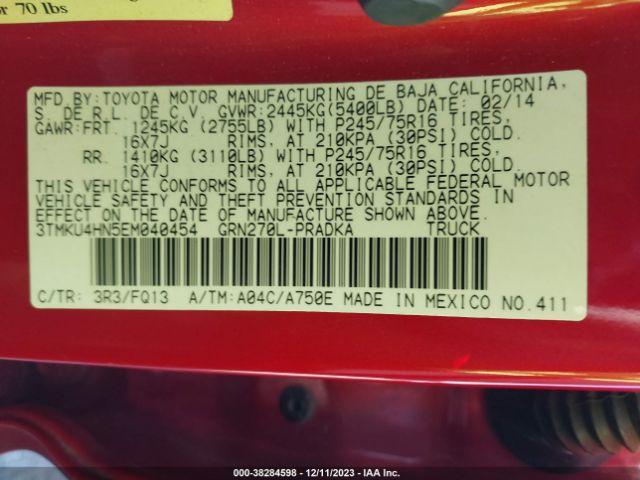 or 70 lbs
MFD.BY:TOYOTA MOTOR MANUFACTURING DE BAJA CALIFORNIA,
S. DE R.L. DE C.V. GVWR:2445KG(5400LB) DATE: 02/14
GAWR:FRT. 1245KG (2755LB) WITH P245/75R16 TIRES,
16X7J RIMS, AT 210KPA (30PSI) COLD.
RR. 1410KG (3110LB) WITH P245/75R16 TIRES,
16X7J RIMS, AT 210KPA (30PSI) COLD.
THIS VEHICLE CONFORMS TO ALL APPLICABLE FEDERAL MOTOR
VEHICLE SAFETY AND THEFT PREVENTION STANDARDS IN
EFFECT ON THE DATE OF MANUFACTURE SHOWN ABOVE.
3TMKU4HN5EM040454 GRN270L-PRADKA TRUCK
C/TR: 3R3/FQ13 A/TM:A04C/A750E MADE IN MEXICO NO.411
000-38284598 - 12/11/2023 - IAA Inc.